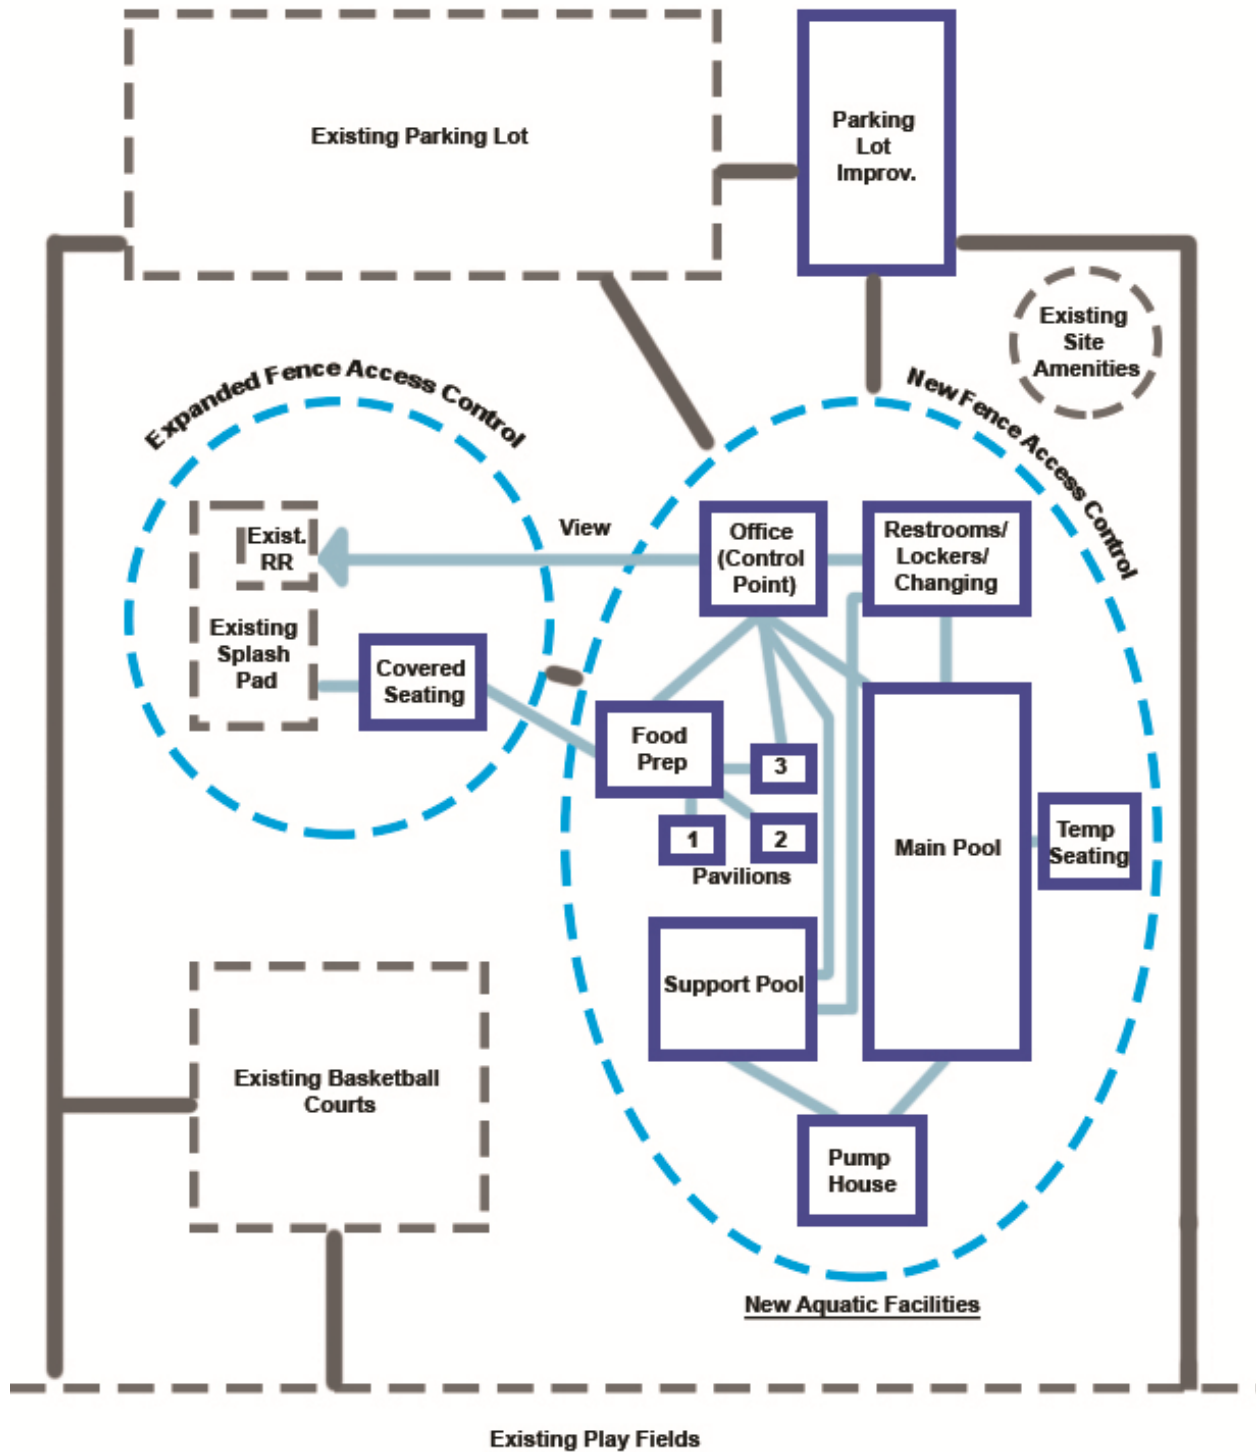 Existing Parking Lot
Parking
Lot
Improv.
Existing
Site
Amenities
Expanded Fence Access Control
New Fence Access Control
View
Exist.
RR
Existing
Splash
Pad
Covered
Seating
Office
(Control
Point)
Restrooms/
Lockers/
Changing
Food
Prep
3
1
2
Pavilions
Main Pool
Temp
Seating
Support Pool
Existing Basketball
Courts
Pump
House
New Aquatic Facilities
Existing Play Fields